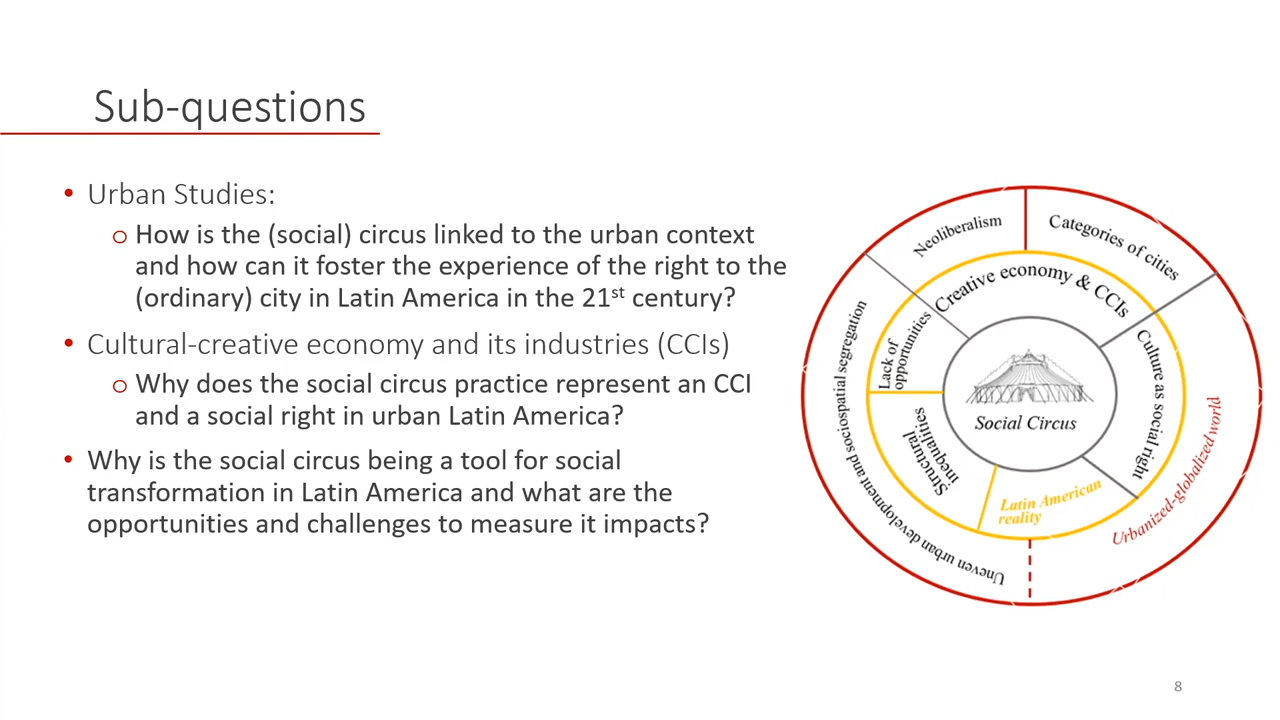 Sub-questions
• Urban Studies:
o How is the (social) circus linked to the urban context
and how can it foster the experience of the right to the
(ordinary) city in Latin America in the 21st century?
• Cultural-creative economy and its industries (CCIs)
o Why does the social circus practice represent an CCI
and a social right in urban Latin America?
• Why is the social circus being a tool for social
transformation in Latin America and what are the
opportunities and challenges to measure it impacts?
Neoliberalism
Categories of cities
Creative economy & CCIs
Lack of
opportunities
Culture as social right
Social Circus
Structural
inequalities
Latin American
reality
Uneven urban development and sociospatial segregation
Urbanized-globalized world
8